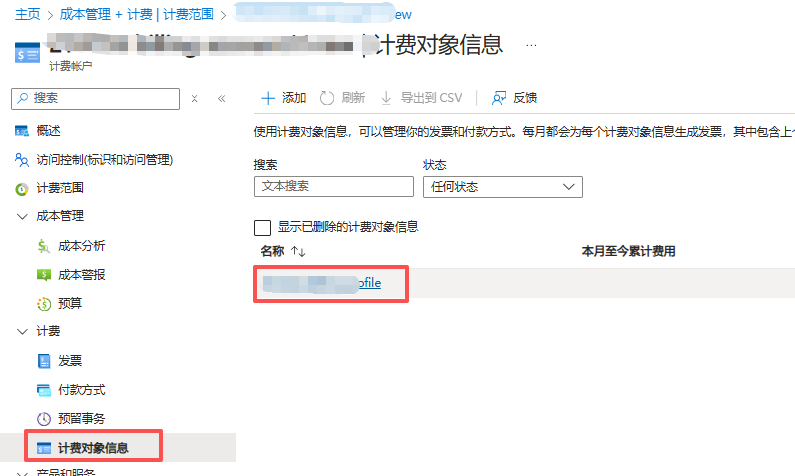 主页 > 成本管理 + 计费 | 计费范围 > ew
| 计费对象信息 ...
计费帐户
搜索
添加 刷新 导出到 CSV 反馈
概述
访问控制(标识和访问管理)
计费范围
成本管理
成本分析
成本警报
预算
计费
发票
付款方式
预留事务
计费对象信息
产品和服务
使用计费对象信息，可以管理你的发票和付款方式。每月都会为每个计费对象信息生成发票，其中包含上
搜索 状态
文本搜索 任何状态
显示已删除的计费对象信息
名称 ↑↓ 本月至今累计费用
ofile